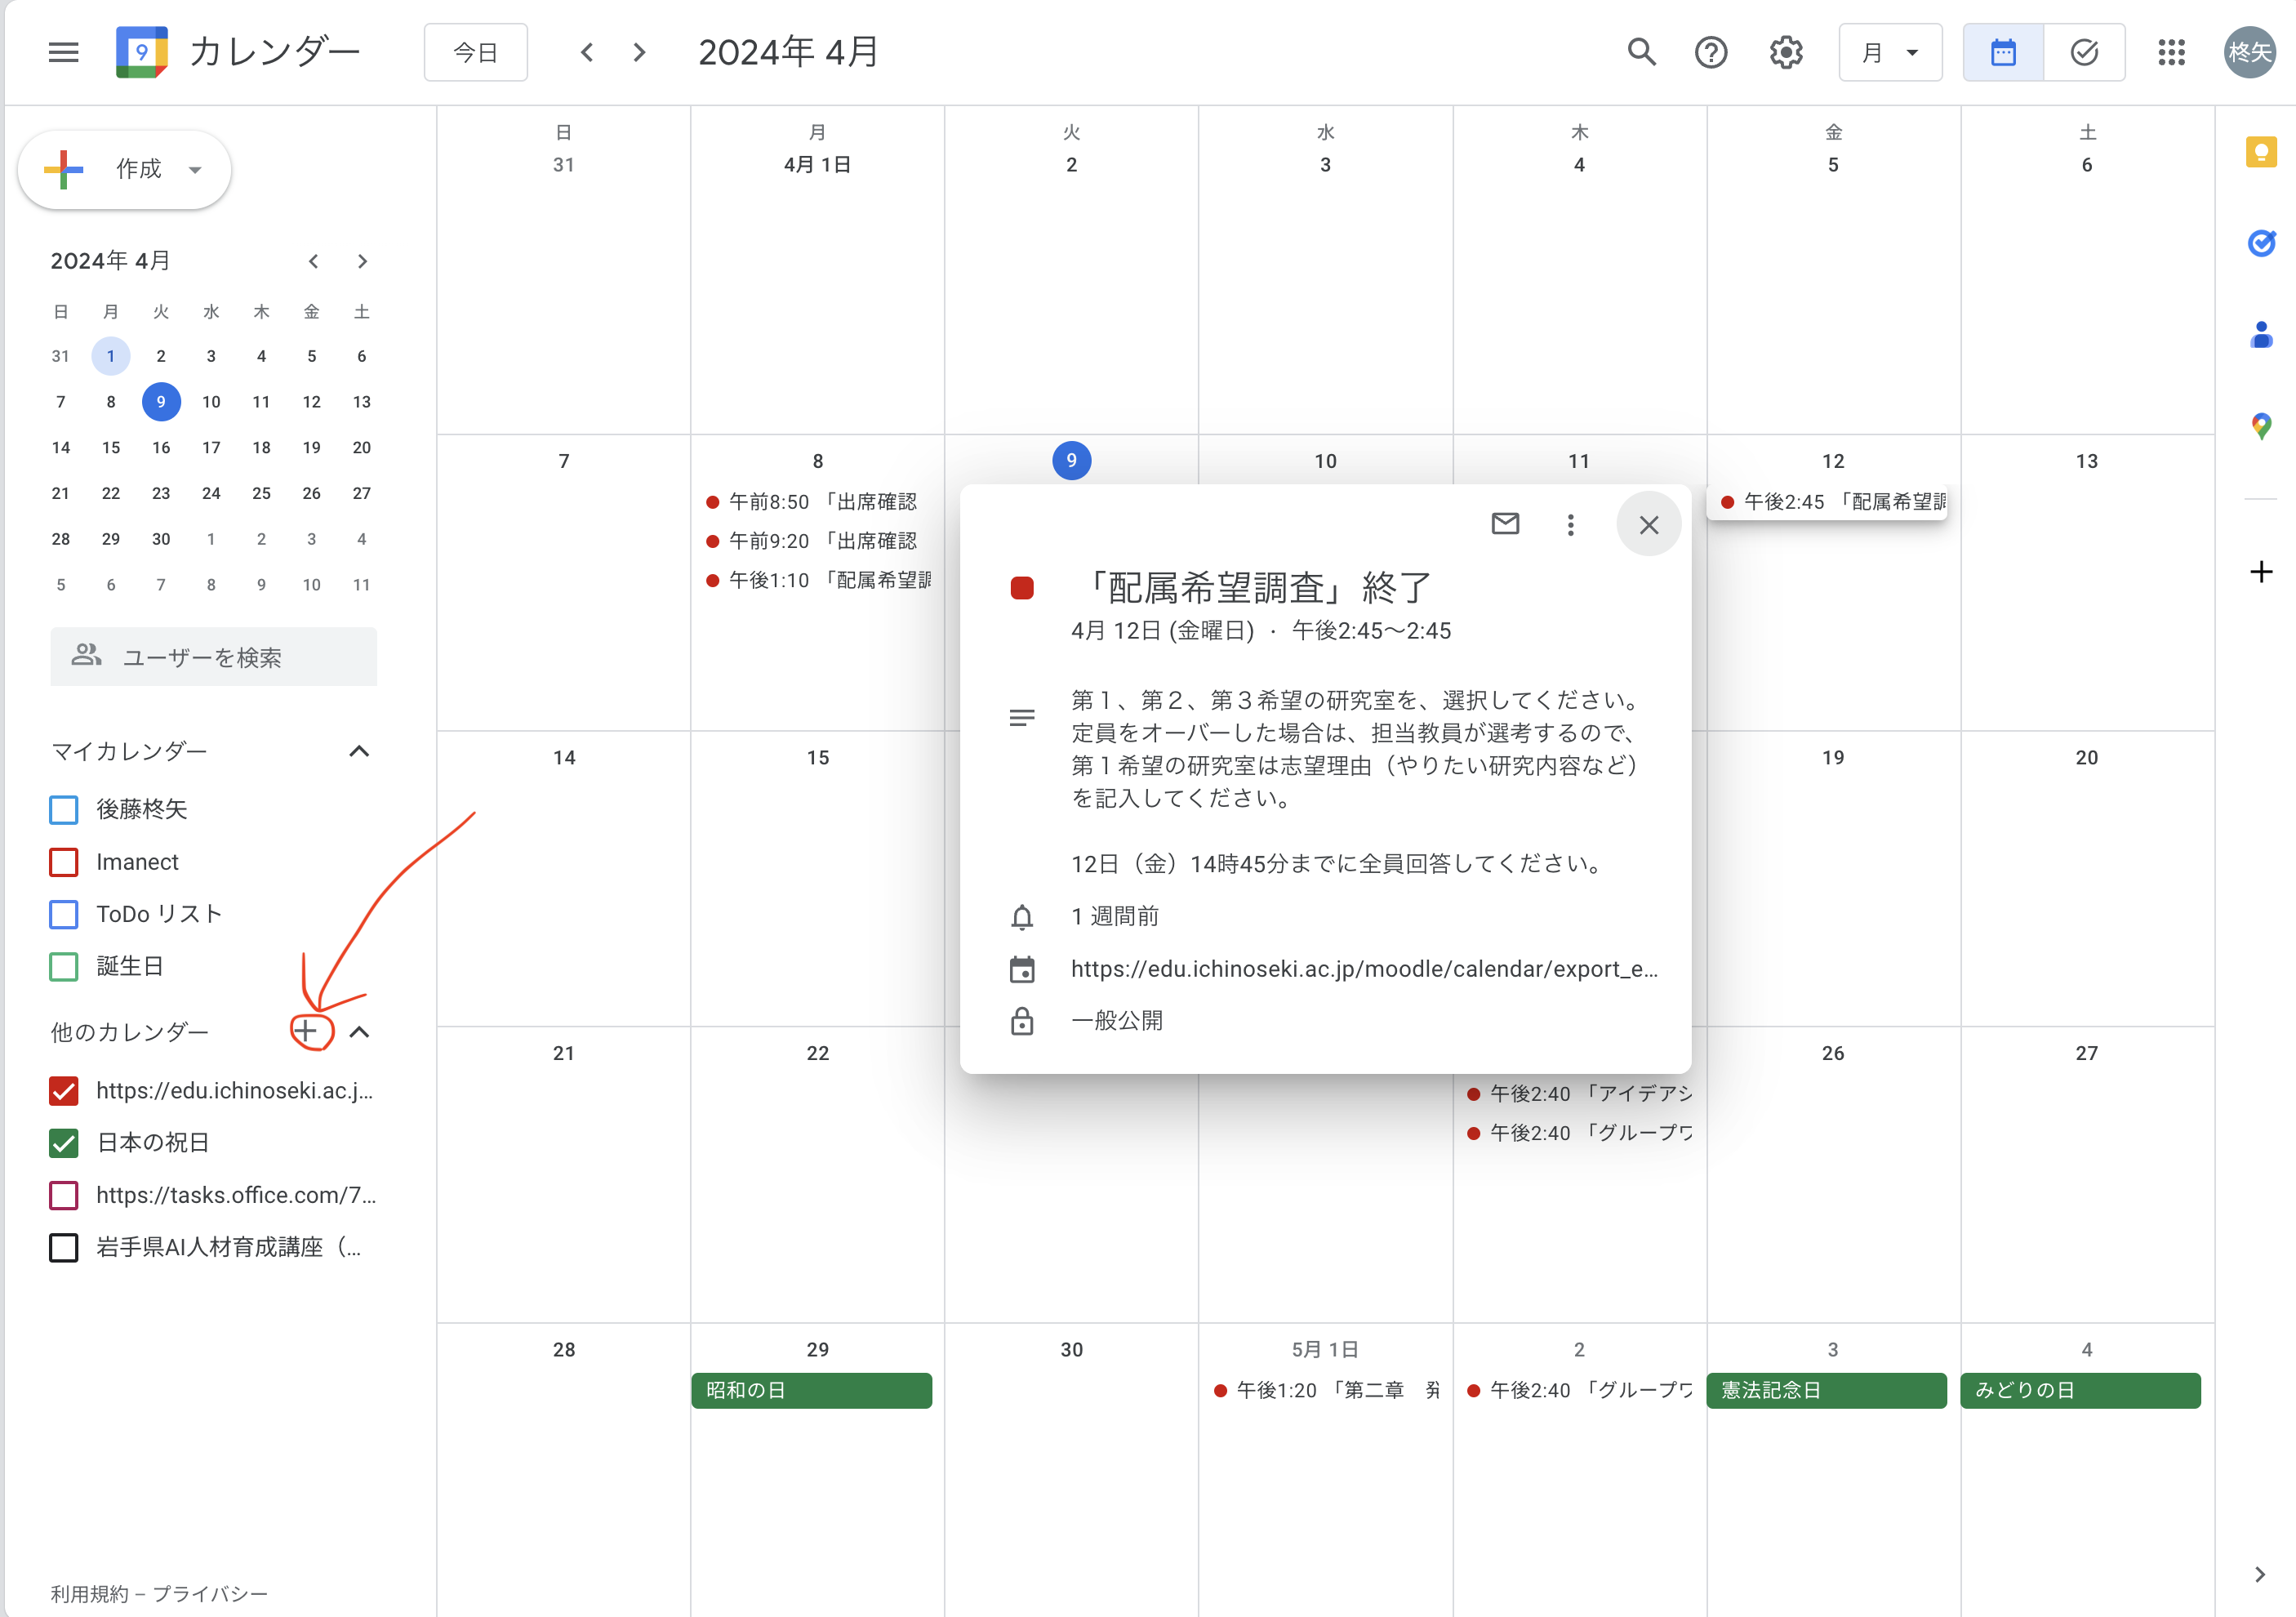 9
カレンダー
今日
2024年 4月
月
柊矢
作成
2024年 4月
日 月 火 水 木 金 土
31 1 2 3 4 5 6
7 8 9 10 11 12 13
14 15 16 17 18 19 20
21 22 23 24 25 26 27
28 29 30 1 2 3 4
5 6 7 8 9 10 11
ユーザーを検索
マイカレンダー
後藤柊矢
Imanect
ToDo リスト
誕生日
他のカレンダー
https://edu.ichinoseki.ac.j...
日本の祝日
https://tasks.office.com/7...
岩手県AI人材育成講座（...
利用規約 – プライバシー
日 月 火 水 木 金 土
31 4月 1日 2 3 4 5 6
7 8 9 10 11 12 13
午前8:50 「出席確認
午前9:20 「出席確認
午後1:10 「配属希望調
午後2:45 「配属希望調
「配属希望調査」終了
4月 12日 (金曜日) ・ 午後2:45～2:45
第１、第２、第３希望の研究室を、選択してください。
定員をオーバーした場合は、担当教員が選考するので、
第１希望の研究室は志望理由（やりたい研究内容など）
を記入してください。
12日（金）14時45分までに全員回答してください。
1 週間前
https://edu.ichinoseki.ac.jp/moodle/calendar/export_e...
一般公開
14 15 19 20
21 22 26 27
午後2:40 「アイデアシ
午後2:40 「グループワ
28 29 30 5月 1日 2 3 4
昭和の日
午後1:20 「第二章　発
午後2:40 「グループワ
憲法記念日
みどりの日